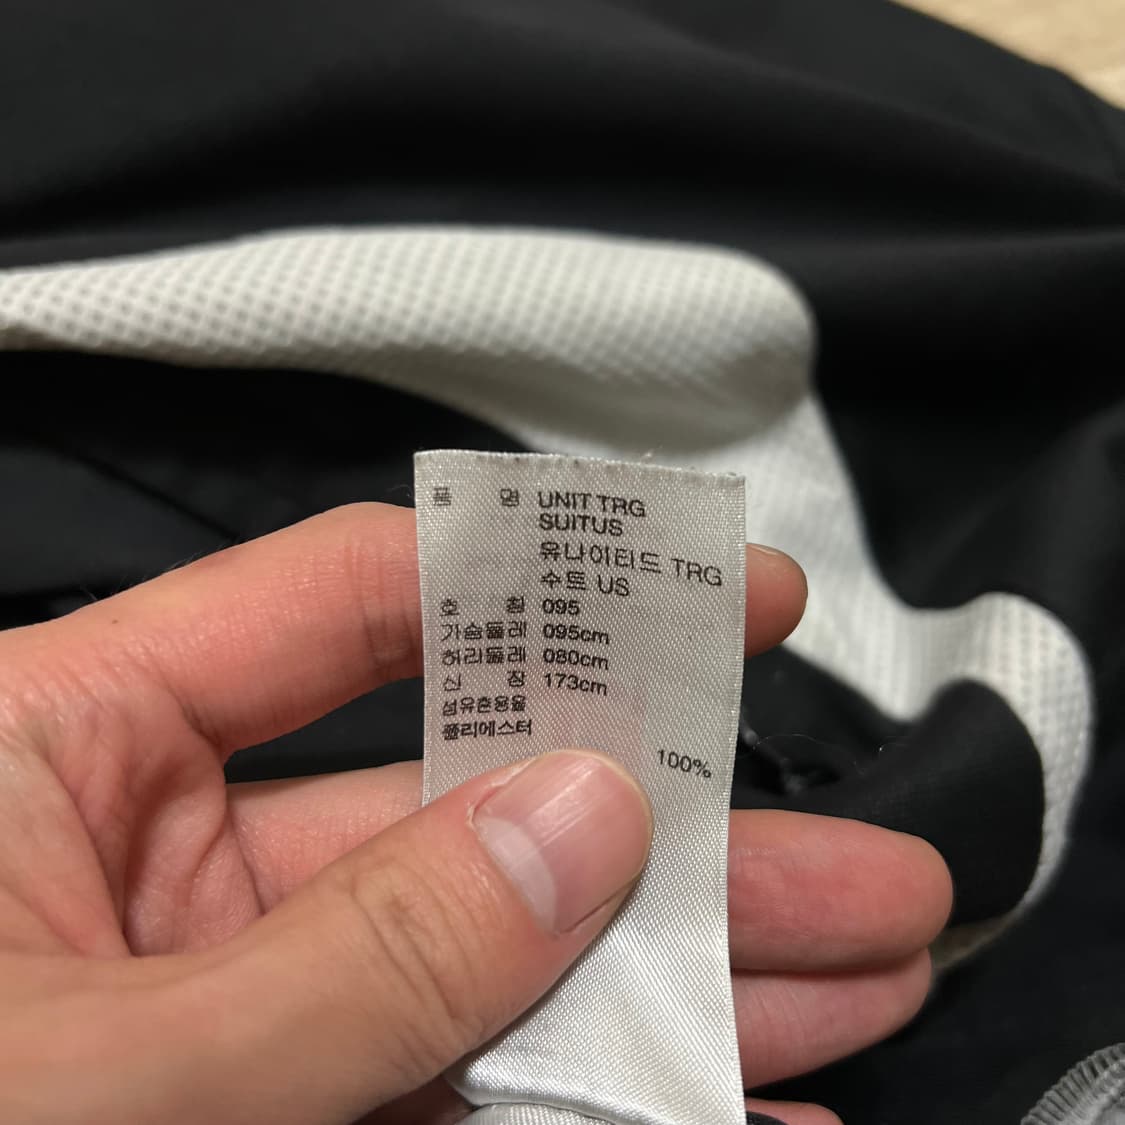 품 명 UNIT TRG
SUITUS
유나이티드 TRG
수트 US
호 칭 095
가슴둘레 095cm
허리둘레 080cm
신 장 173cm
섬유혼용율
폴리에스터
100%